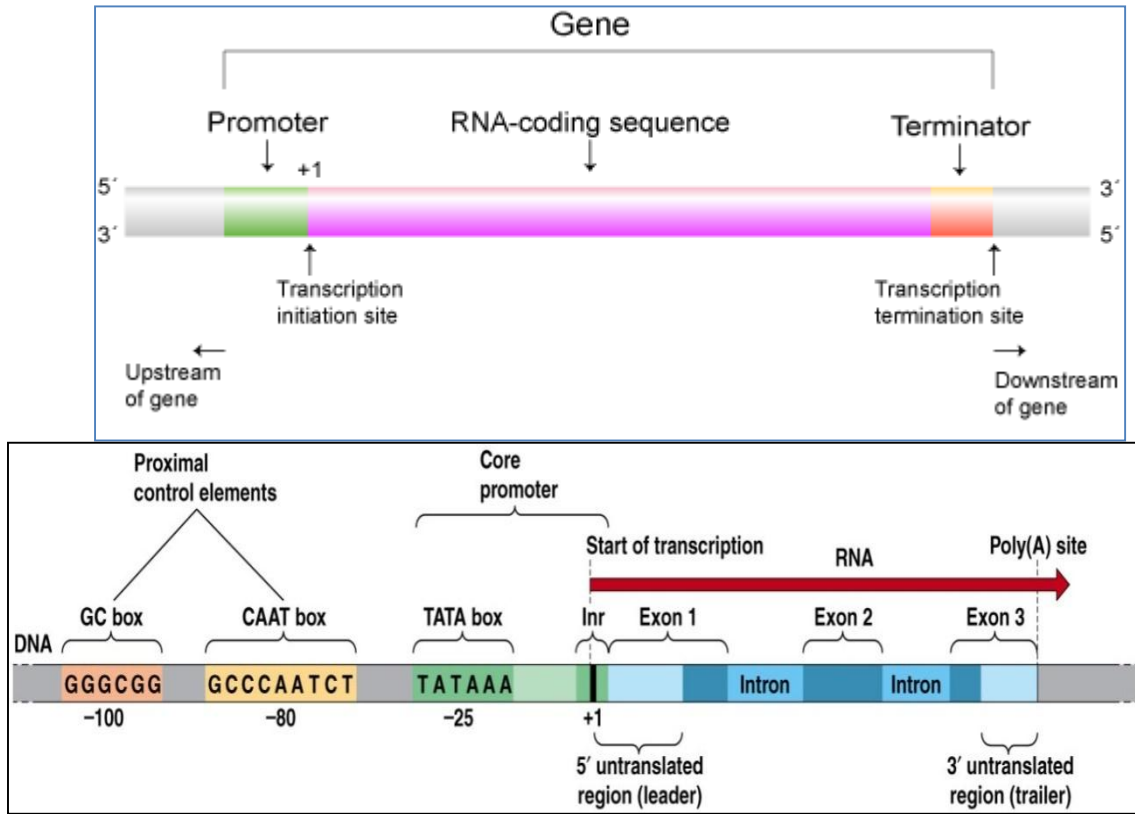 Gene
Promoter
RNA-coding sequence
Terminator
+1
5´
3´
3´
5´
Transcription
initiation site
Transcription
termination site
Upstream
of gene
Downstream
of gene
Proximal
control elements
Core
promoter
Start of transcription
RNA
Poly(A) site
GC box
CAAT box
TATA box
Inr
Exon 1
Exon 2
Exon 3
DNA
GGGCGG
GCCCAATCT
TATAAA
Intron
Intron
–100
–80
–25
+1
5′ untranslated
region (leader)
3′ untranslated
region (trailer)